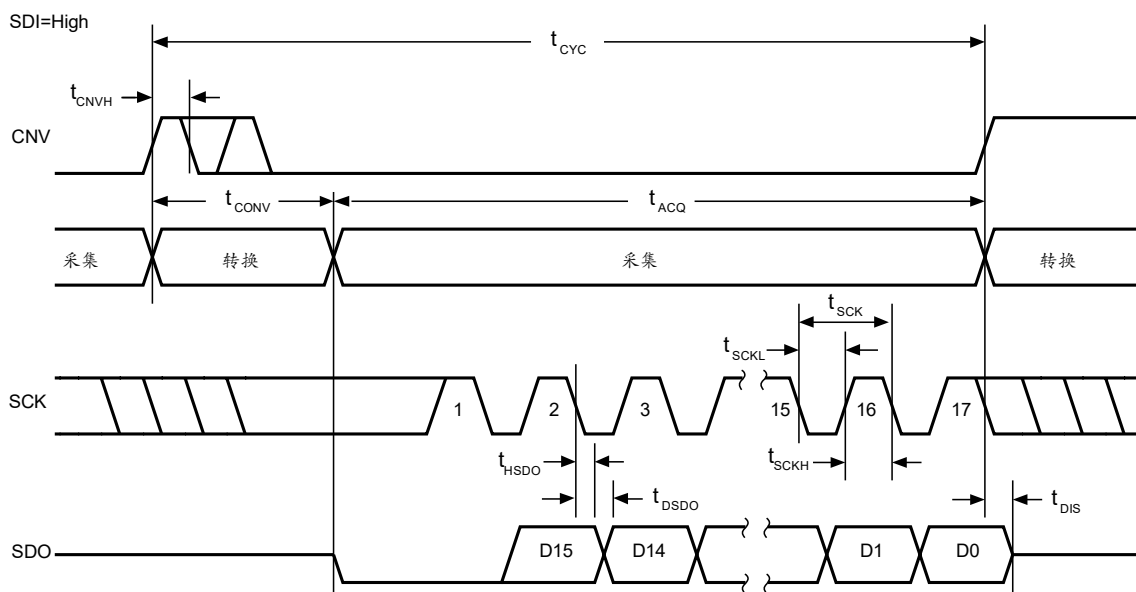 SDI=High
tCYC
tCNVH
CNV
tCONV
tACQ
采集
转换
采集
转换
tSCK
tSCKL
SCK
1
2
3
15
16
17
tHSDO
tSCKH
tDSDO
tDIS
SDO
D15
D14
D1
D0